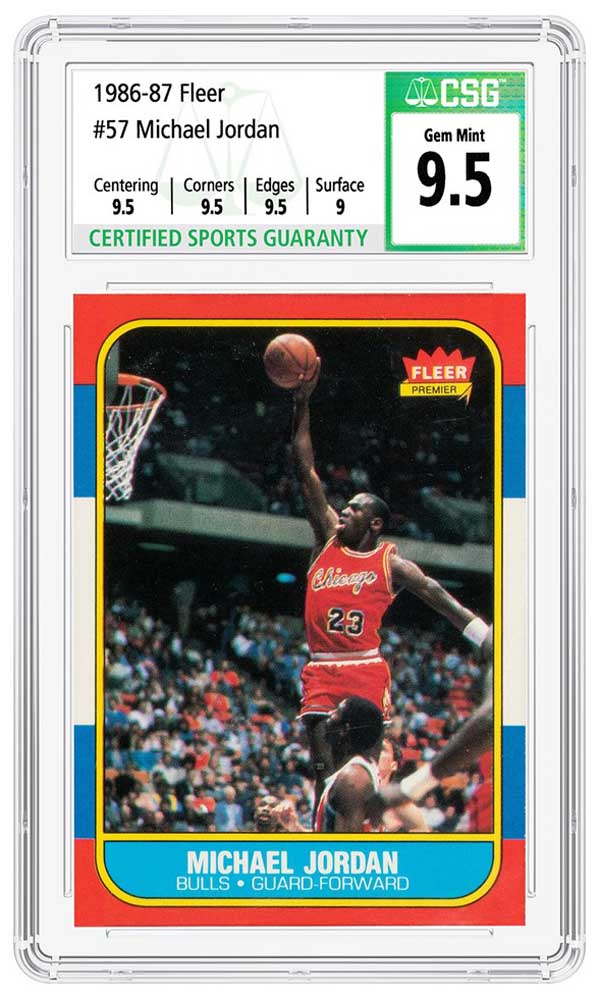 1986-87 Fleer
#57 Michael Jordan
Centering Corners Edges Surface
9.5 9.5 9.5 9
CERTIFIED SPORTS GUARANTY
CSG™
Gem Mint
9.5
FLEER
PREMIER
Chicago
23
MICHAEL JORDAN
BULLS • GUARD-FORWARD